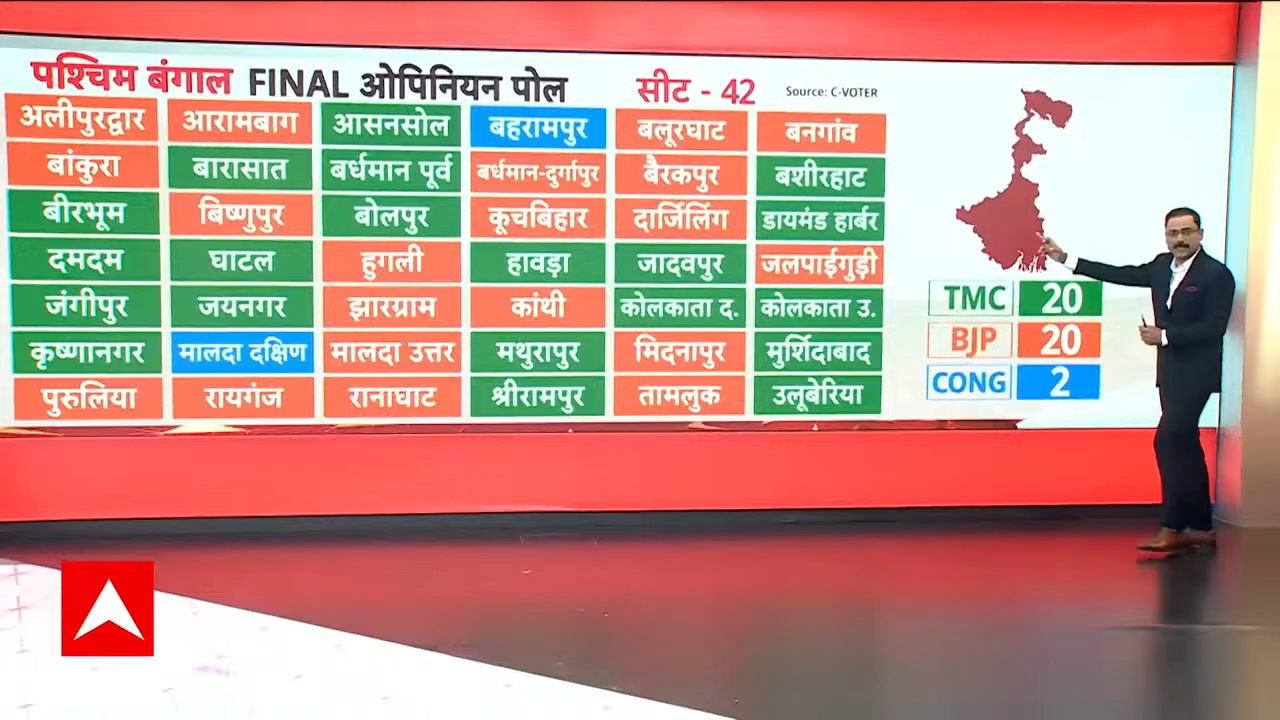 पश्चिम बंगाल FINAL ओपिनियन पोल सीट - 42 Source: C-VOTER
अलीपुरद्वार आरामबाग आसनसोल बहरामपुर बलूरघाट बनगांव
बांकुरा बारासात बर्धमान पूर्व बर्धमान-दुर्गापुर बैरकपुर बशीरहाट
बीरभूम बिष्णुपुर बोलपुर कूचबिहार दार्जिलिंग डायमंड हार्बर
दमदम घाटल हुगली हावड़ा जादवपुर जलपाईगुड़ी
जंगीपुर जयनगर झारग्राम कांथी कोलकाता द. कोलकाता उ.
कृष्णानगर मालदा दक्षिण मालदा उत्तर मथुरापुर मिदनापुर मुर्शिदाबाद
पुरुलिया रायगंज रानाघाट श्रीरामपुर तामलुक उलूबेरिया
TMC 20
BJP 20
CONG 2